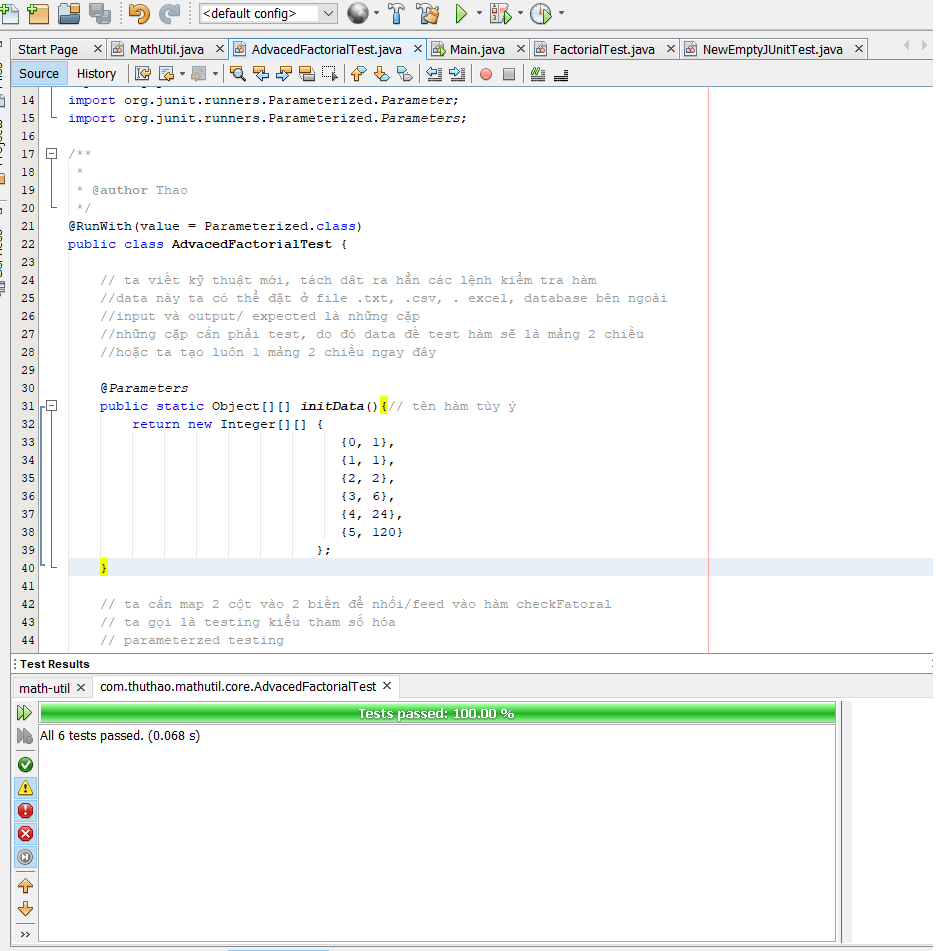 <default config>
Start Page
MathUtil.java
AdvacedFactorialTest.java
Main.java
FactorialTest.java
NewEmptyJUnitTest.java
Source
History
14 import org.junit.runners.Parameterized.Parameter;
15 import org.junit.runners.Parameterized.Parameters;
16
17 /**
18 *
19 * @author Thao
20 */
21 @RunWith(value = Parameterized.class)
22 public class AdvacedFactorialTest {
23
24 // ta viết kỹ thuật mới, tách dât ra hẳn các lệnh kiểm tra hàm
25 //data này ta có thể đặt ở file .txt, .csv, . excel, database bên ngoài
26 //input và output/ expected là những cặp
27 //những cặp cần phải test, do đó data để test hàm sẽ là mảng 2 chiều
28 //hoặc ta tạo luôn 1 mảng 2 chiều ngay đây
29
30 @Parameters
31 public static Object[][] initData(){// tên hàm tùy ý
32 return new Integer[][] {
33 {0, 1},
34 {1, 1},
35 {2, 2},
36 {3, 6},
37 {4, 24},
38 {5, 120}
39 };
40 }
41
42 // ta cần map 2 cột vào 2 biến để nhồi/feed vào hàm checkFatoral
43 // ta gọi là testing kiểu tham số hóa
44 // parameterzed testing
Test Results
math-util
com.thuthao.mathutil.core.AdvacedFactorialTest
Tests passed: 100.00 %
All 6 tests passed. (0.068 s)